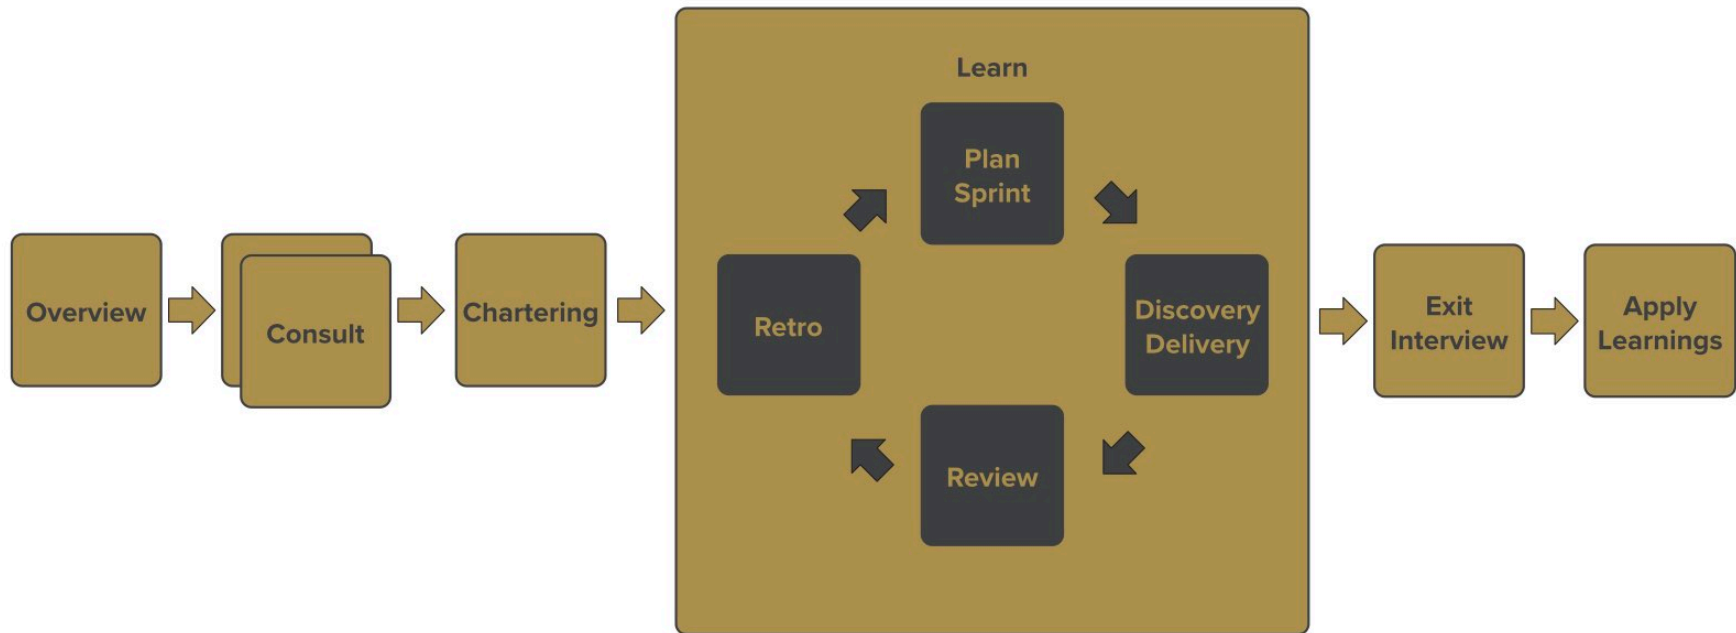 Overview
Consult
Chartering
Learn
Plan
Sprint
Discovery
Delivery
Review
Retro
Exit
Interview
Apply
Learnings